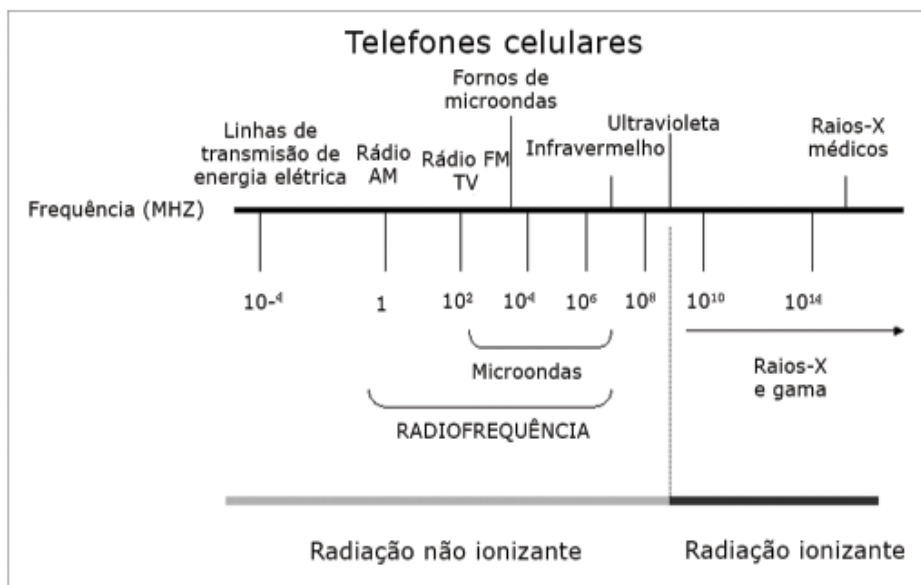 Telefones celulares
Fornos de
microondas
Linhas de
transmissão de
energia elétrica
Rádio
AM
Rádio FM
TV
Infravermelho
Ultravioleta
Raios-X
médicos
Frequência (MHZ)
10-⁴
1
10²
10⁴
10⁶
10⁸
10¹⁰
10¹⁴
Microondas
RADIOFREQUÊNCIA
Raios-X
e gama
Radiação não ionizante
Radiação ionizante